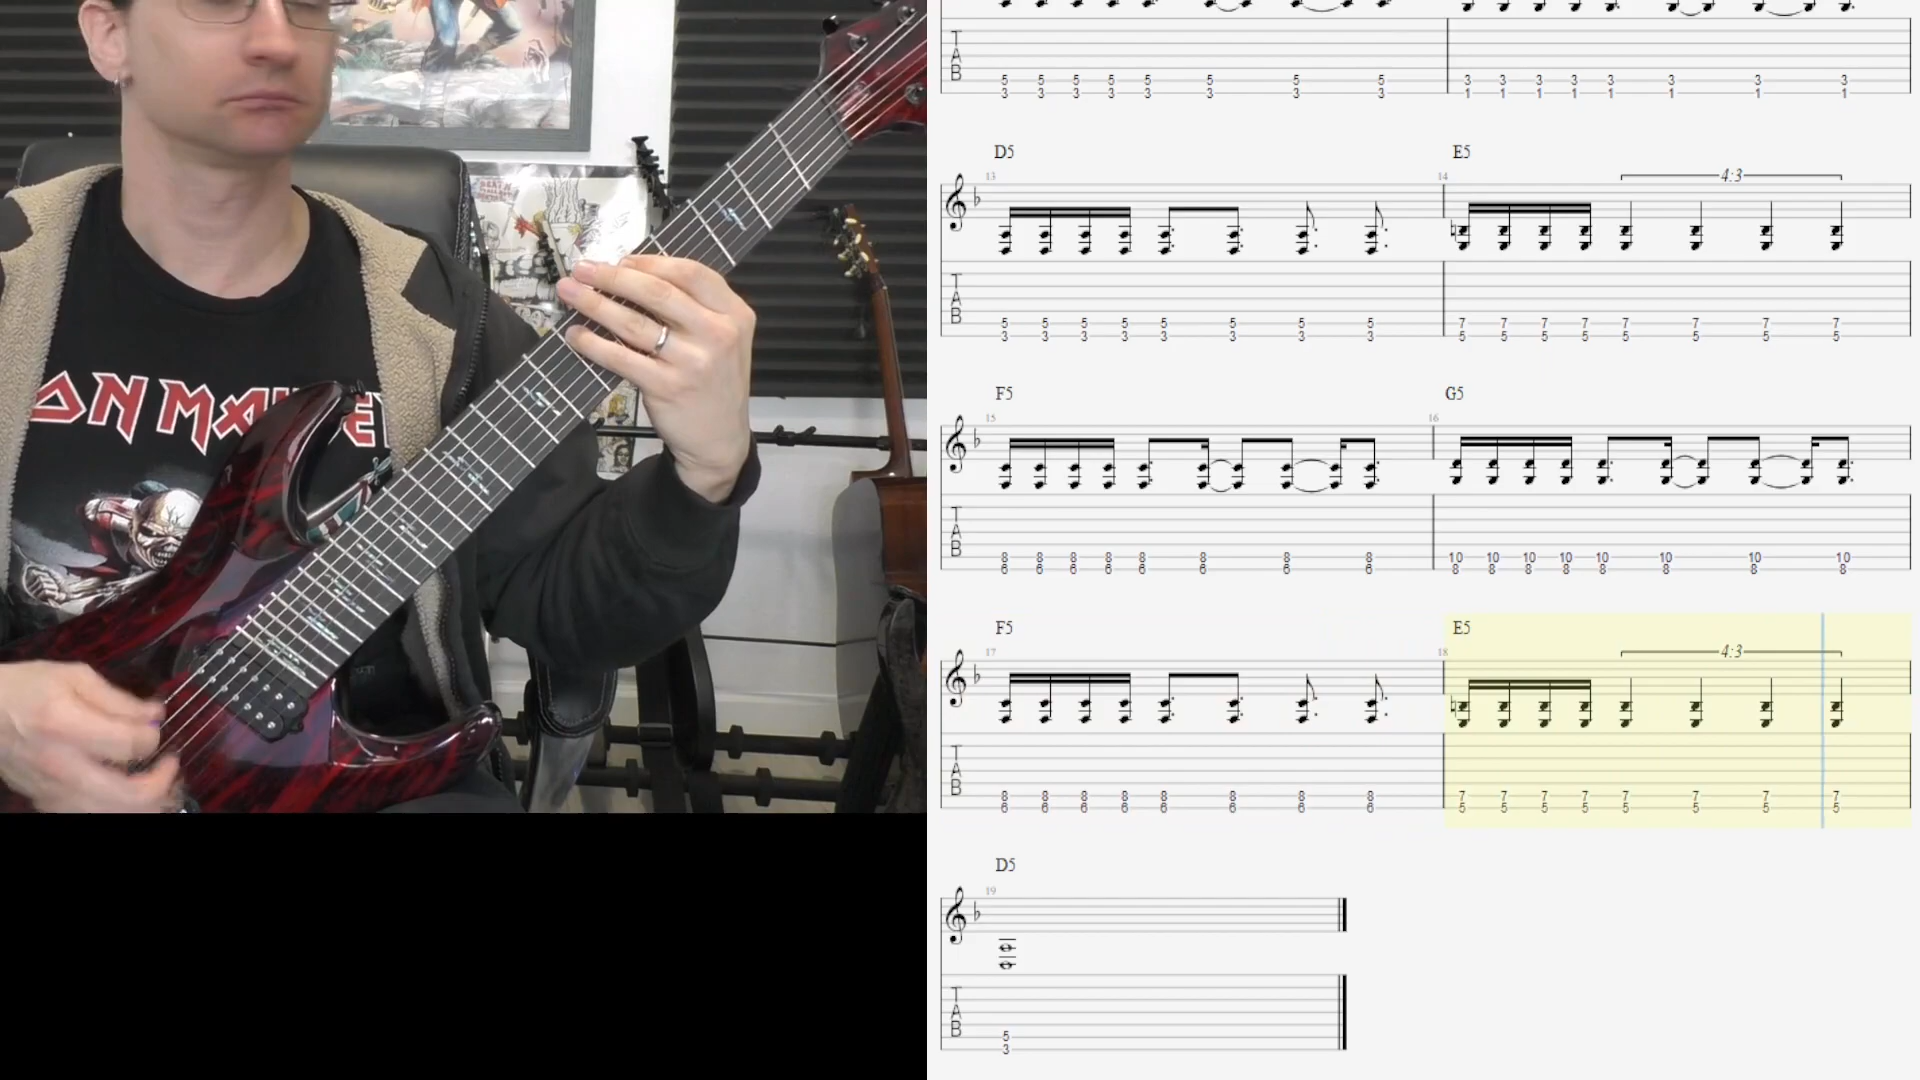 5 5 5 5 5 5 5 5 3 3 3 3 3 3 3 3
3 3 3 3 3 3 3 3 1 1 1 1 1 1 1 1
D5 E5
13 14 4:3
T
A
B
5 5 5 5 5 5 5 5 7 7 7 7 7 7 7 7
3 3 3 3 3 3 3 3 5 5 5 5 5 5 5 5
F5 G5
15 16
T
A
B
8 8 8 8 8 8 8 8 10 10 10 10 10 10 10 10
6 6 6 6 6 6 6 6 8 8 8 8 8 8 8 8
F5 E5
17 18 4:3
T
A
B
8 8 8 8 8 8 8 8 7 7 7 7 7 7 7 7
6 6 6 6 6 6 6 6 5 5 5 5 5 5 5 5
D5
19
T
A
B
5
3